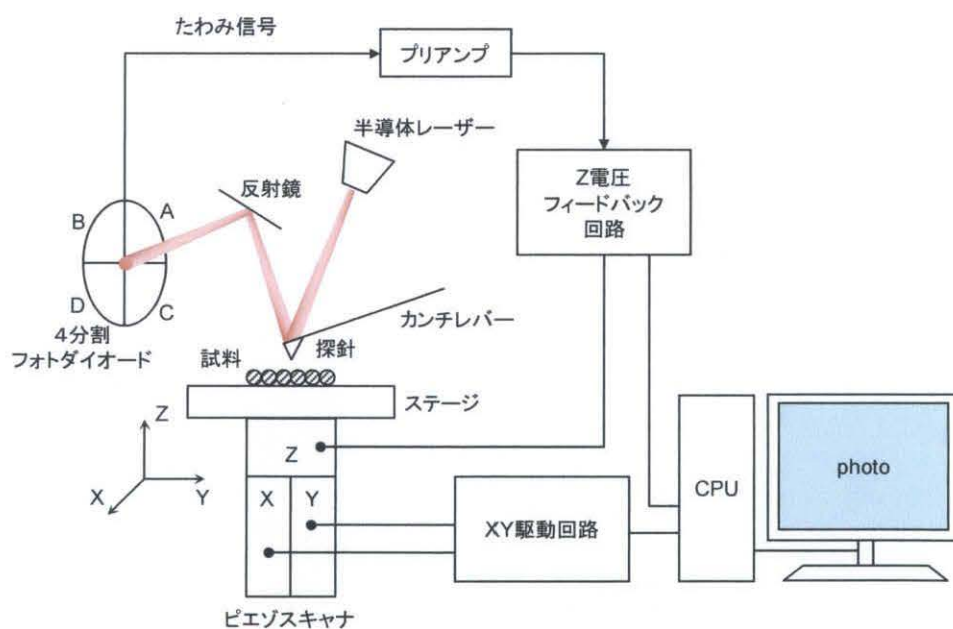 たわみ信号
プリアンプ
半導体レーザー
反射鏡
Z電圧
フィードバック
回路
B
A
D
C
4分割
フォトダイオード
カンチレバー
探針
試料
ステージ
Z
X
Y
Z
X
Y
XY駆動回路
CPU
photo
ピエゾスキャナ